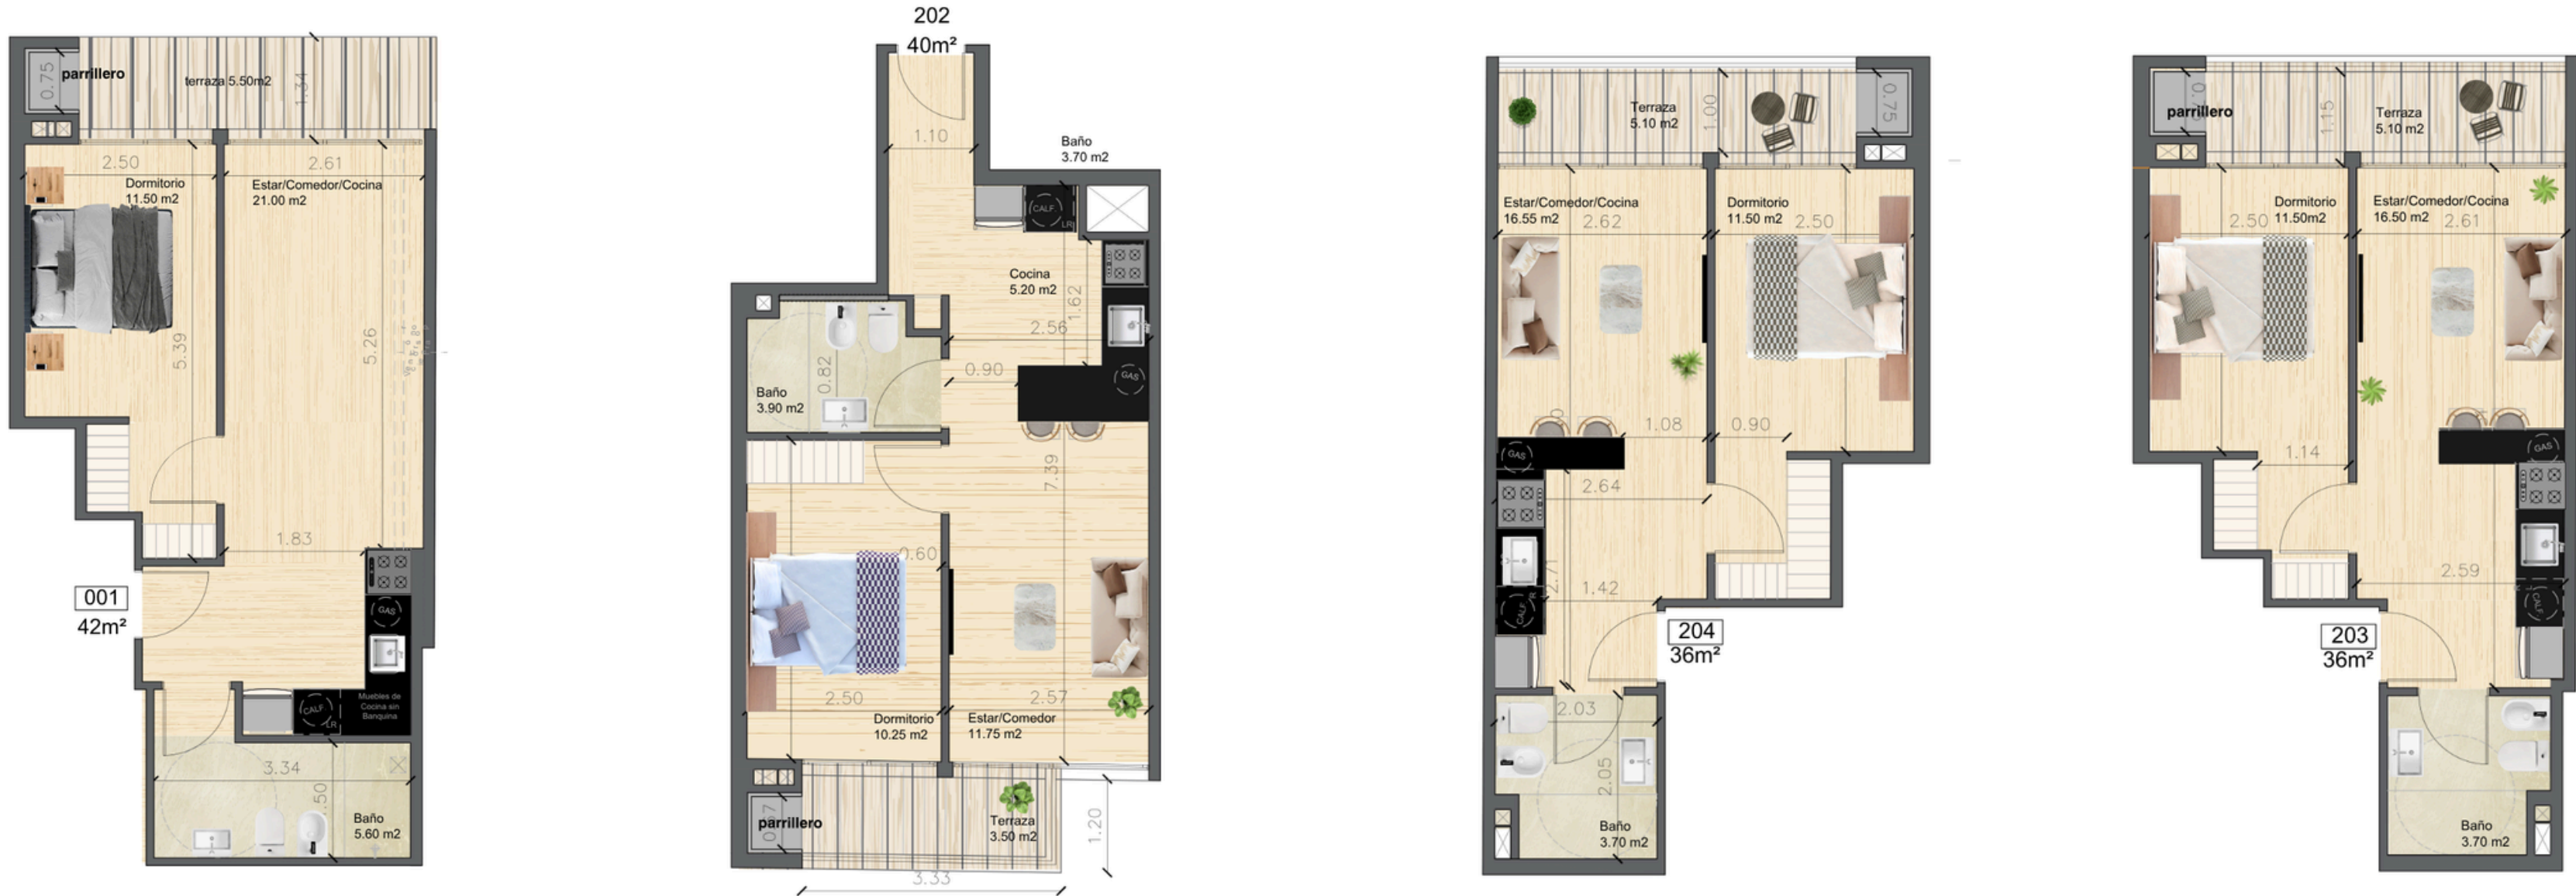 0.75
parrillero
terraza 5.50m2
1.34
2.50
2.61
Dormitorio
11.50 m2
Estar/Comedor/Cocina
21.00 m2
5.39
5.26
1.83
001
42m²
GAS
CALF
LR
Muebles de
Cocina sin
Banquina
3.34
.50
Baño
5.60 m2
202
40m²
1.10
Baño
3.70 m2
CALF
LR
Cocina
5.20 m2
1.62
2.56
0.82
0.90
GAS
Baño
3.90 m2
7.39
0.60
2.50
2.57
Dormitorio
10.25 m2
Estar/Comedor
11.75 m2
parrillero
Terraza
3.50 m2
1.20
3.33
Terraza
5.10 m2
1.00
0.75
Estar/Comedor/Cocina
16.55 m2
2.62
Dormitorio
11.50 m2
2.50
1.08
0.90
GAS
2.64
2.71
1.42
CALF
204
36m²
2.03
2.05
Baño
3.70 m2
parrillero
1.15
Terraza
5.10 m2
Dormitorio
11.50m2
2.50
Estar/Comedor/Cocina
16.50 m2
2.61
1.14
GAS
2.59
CALF
203
36m²
Baño
3.70 m2